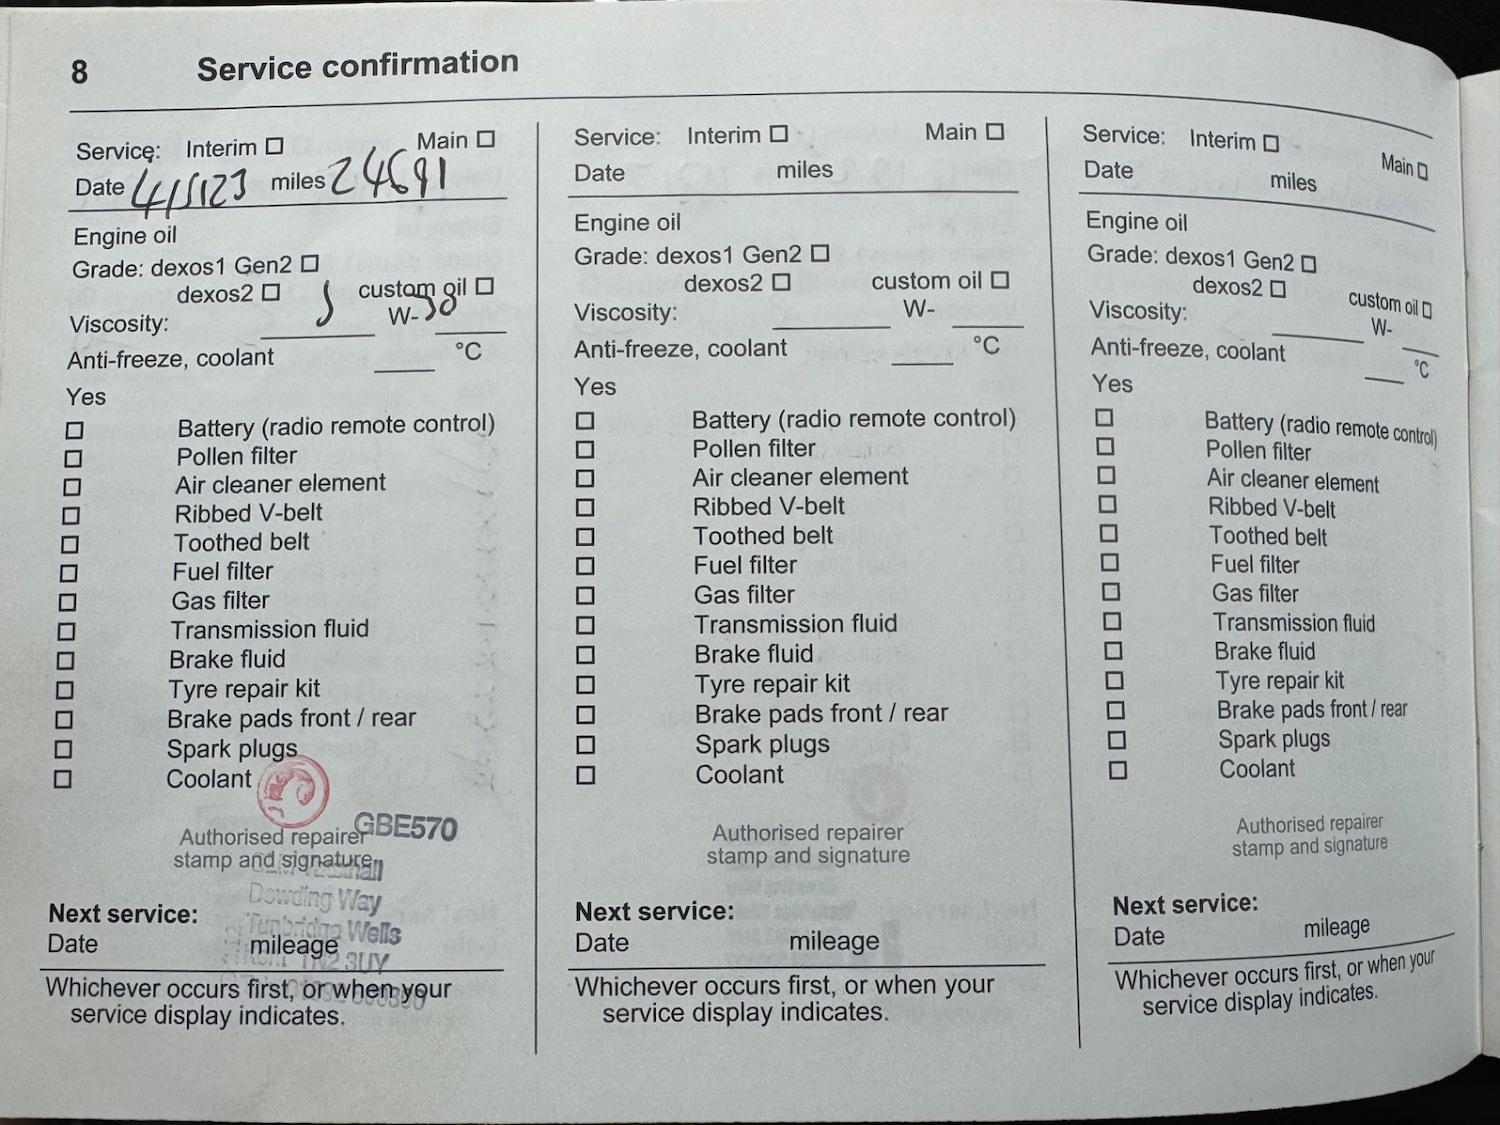 8 Service confirmation
Service: Interim ☐ Main ☐
Date 4/5/23 miles 24691
Engine oil
Grade: dexos1 Gen2 ☐
dexos2 ☐ custom oil ☐
Viscosity: 5 W-30
Anti-freeze, coolant °C
Yes
☐ Battery (radio remote control)
☐ Pollen filter
☐ Air cleaner element
☐ Ribbed V-belt
☐ Toothed belt
☐ Fuel filter
☐ Gas filter
☐ Transmission fluid
☐ Brake fluid
☐ Tyre repair kit
☐ Brake pads front / rear
☐ Spark plugs
☐ Coolant
GBE570
Authorised repairer
stamp and signature
Dowding Way
Tunbridge Wells
TN2 3UY
Next service:
Date mileage
Whichever occurs first, or when your
service display indicates.
Service: Interim ☐ Main ☐
Date miles
Engine oil
Grade: dexos1 Gen2 ☐
dexos2 ☐ custom oil ☐
Viscosity: W-
Anti-freeze, coolant °C
Yes
☐ Battery (radio remote control)
☐ Pollen filter
☐ Air cleaner element
☐ Ribbed V-belt
☐ Toothed belt
☐ Fuel filter
☐ Gas filter
☐ Transmission fluid
☐ Brake fluid
☐ Tyre repair kit
☐ Brake pads front / rear
☐ Spark plugs
☐ Coolant
Authorised repairer
stamp and signature
Next service:
Date mileage
Whichever occurs first, or when your
service display indicates.
Service: Interim ☐ Main ☐
Date miles
Engine oil
Grade: dexos1 Gen2 ☐
dexos2 ☐ custom oil ☐
Viscosity: W-
Anti-freeze, coolant °C
Yes
☐ Battery (radio remote control)
☐ Pollen filter
☐ Air cleaner element
☐ Ribbed V-belt
☐ Toothed belt
☐ Fuel filter
☐ Gas filter
☐ Transmission fluid
☐ Brake fluid
☐ Tyre repair kit
☐ Brake pads front / rear
☐ Spark plugs
☐ Coolant
Authorised repairer
stamp and signature
Next service:
Date mileage
Whichever occurs first, or when your
service display indicates.